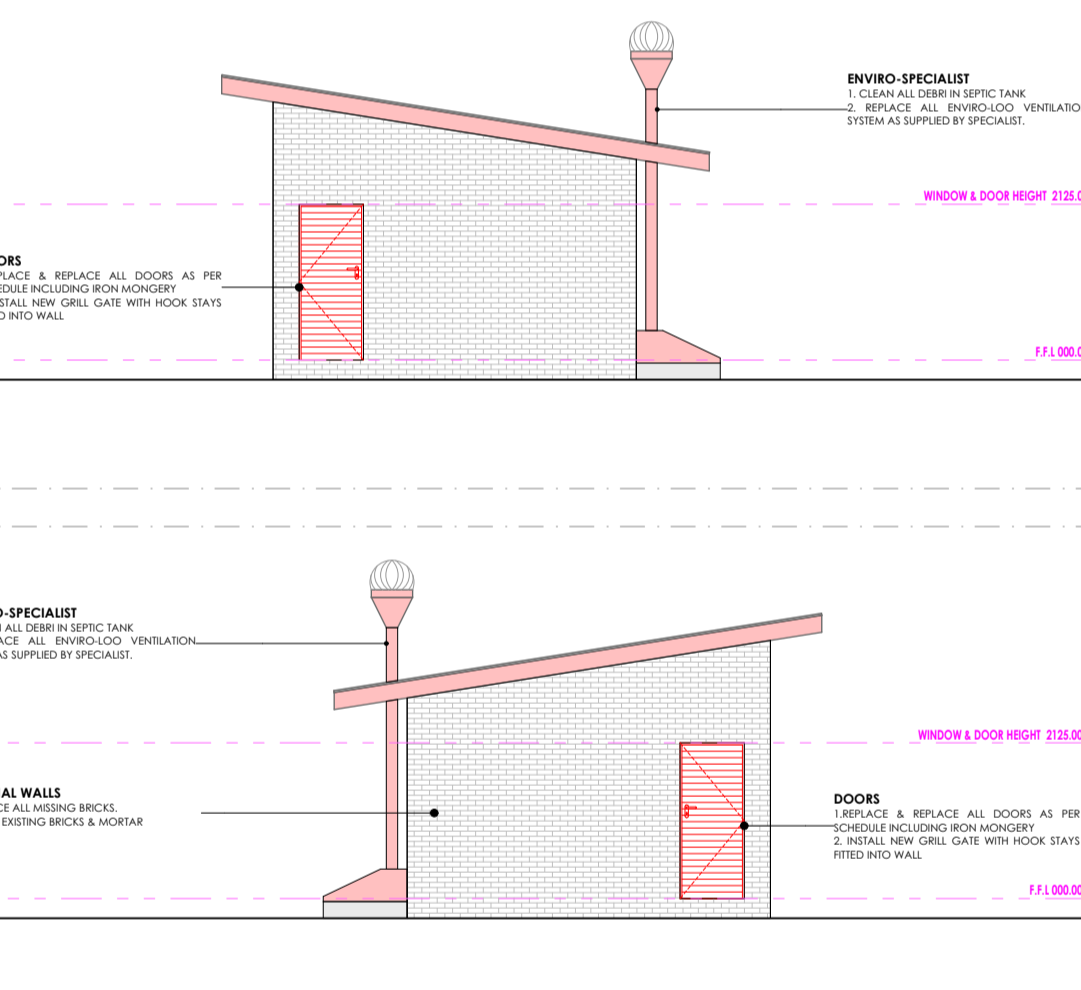 ENVIRO-SPECIALIST
1. CLEAN ALL DEBRI IN SEPTIC TANK
2. REPLACE ALL ENVIRO-LOO VENTILATIO
SYSTEM AS SUPPLIED BY SPECIALIST.
WINDOW & DOOR HEIGHT 2125.0
ORS
PLACE & REPLACE ALL DOORS AS PER
EDULE INCLUDING IRON MONGERY
STALL NEW GRILL GATE WITH HOOK STAYS
D INTO WALL
F.F.L 000.0
O-SPECIALIST
ALL DEBRI IN SEPTIC TANK
ACE ALL ENVIRO-LOO VENTILATION
AS SUPPLIED BY SPECIALIST.
WINDOW & DOOR HEIGHT 2125.00
AL WALLS
CE ALL MISSING BRICKS.
EXISTING BRICKS & MORTAR
DOORS
1.REPLACE & REPLACE ALL DOORS AS PER
SCHEDULE INCLUDING IRON MONGERY
2. INSTALL NEW GRILL GATE WITH HOOK STAYS
FITTED INTO WALL
F.F.L 000.00